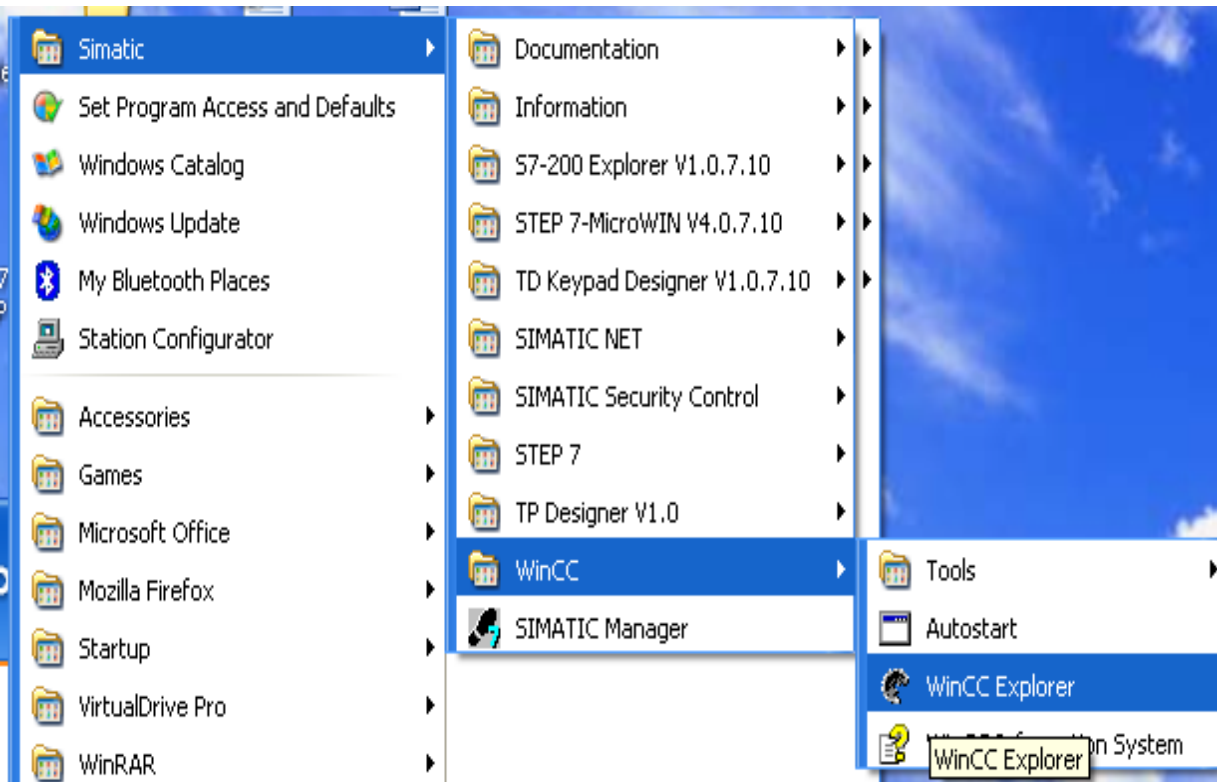 Simatic
Set Program Access and Defaults
Windows Catalog
Windows Update
My Bluetooth Places
Station Configurator
Accessories
Games
Microsoft Office
Mozilla Firefox
Startup
VirtualDrive Pro
WinRAR
Documentation
Information
S7-200 Explorer V1.0.7.10
STEP 7-MicroWIN V4.0.7.10
TD Keypad Designer V1.0.7.10
SIMATIC NET
SIMATIC Security Control
STEP 7
TP Designer V1.0
WinCC
SIMATIC Manager
Tools
Autostart
WinCC Explorer
System
WinCC Explorer